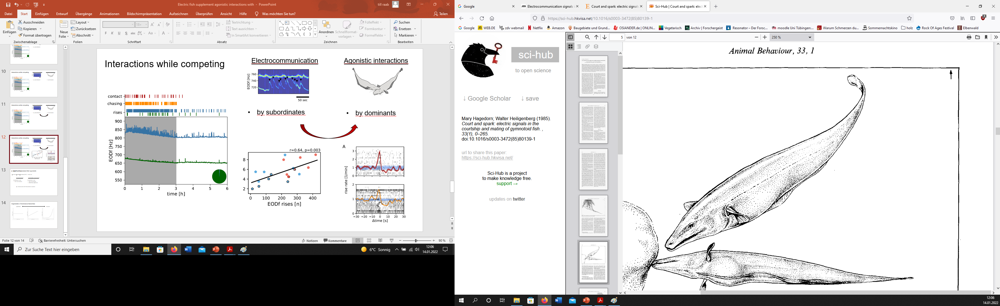 Electric fish supplement agonistic interactions with - PowerPoint
till raab
Datei Start Einfügen Entwurf Übergänge Animationen Bildschirmpräsentation Aufzeichnen Überprüfen Ansicht Hilfe Was möchten Sie tun? Teilen
Einfügen
Ausschneiden
Kopieren
Format übertragen
Zwischenablage
Neue
Folie
Layout
Zurücksetzen
Abschnitt
Folien
18+
F K U S abc AV Aa A
Schriftart
Textrichtung
Text ausrichten
In SmartArt konvertieren
Absatz
Anordnen
Schnellformat-
vorlagen
Fülleffekt
Formkontur
Formeffekte
Zeichnen
Suchen
Ersetzen
Markieren
Bearbeiten
10
11
12
13
14
Interactions while competing
Electrocommunication
Agonistic interactions
EODf [Hz]
760
740
720
50 sec
• by subordinates
• by dominants
contact
chasing
rises
EODf [Hz]
900
850
800
750
700
650
600
550
0 1 2 3 4 5 6
time [h]
r=0.64, p=0.003
8
6
4
2
0 100 200 300 400
EODf rises [n]
A
rise rate [1/min]
3
2
1
0
2
1
0
−30 −20 −10 0 10 20 30
Δtime [s]
Folie 12 von 14 Barrierefreiheit: Untersuchen Notizen Kommentare 90 %
Zur Suche Text hier eingeben
6°C Sonnig
12:06
14.01.2022
Google
JEB Electrocommunication signals i
E Court and spark: electric signals
Sci-Hub | Court and spark: elect
https://sci-hub.hkvisa.net/10.1016/s0003-3472(85)80139-1
Google WEB.DE zdv webmail Netflix Amazon Baugebiete und Grund... OSIANDER.de | ONLIN... Vegetarisch Archiv | Forschergeist Resonator – Der Forsc... moodle Uni Tübingen:... Warum Schmerzen du... Sommernachtskino holz Rock Of Ages Festival Elbenwald
5 von 12
250 %
sci-hub
to open science
↓ Google Scholar ↓ save
Mary Hagedorn; Walter Heiligenberg (1985).
Court and spark: electric signals in the
courtship and mating of gymnotoid fish. ,
33(1), 0–265.
doi:10.1016/s0003-3472(85)80139-1
url to share this paper:
https://sci-hub.hkvisa.net/
Sci-Hub is a project
to make knowledge free.
support →
updates on twitter
Animal Behaviour, 33, 1
12:06
14.01.2022